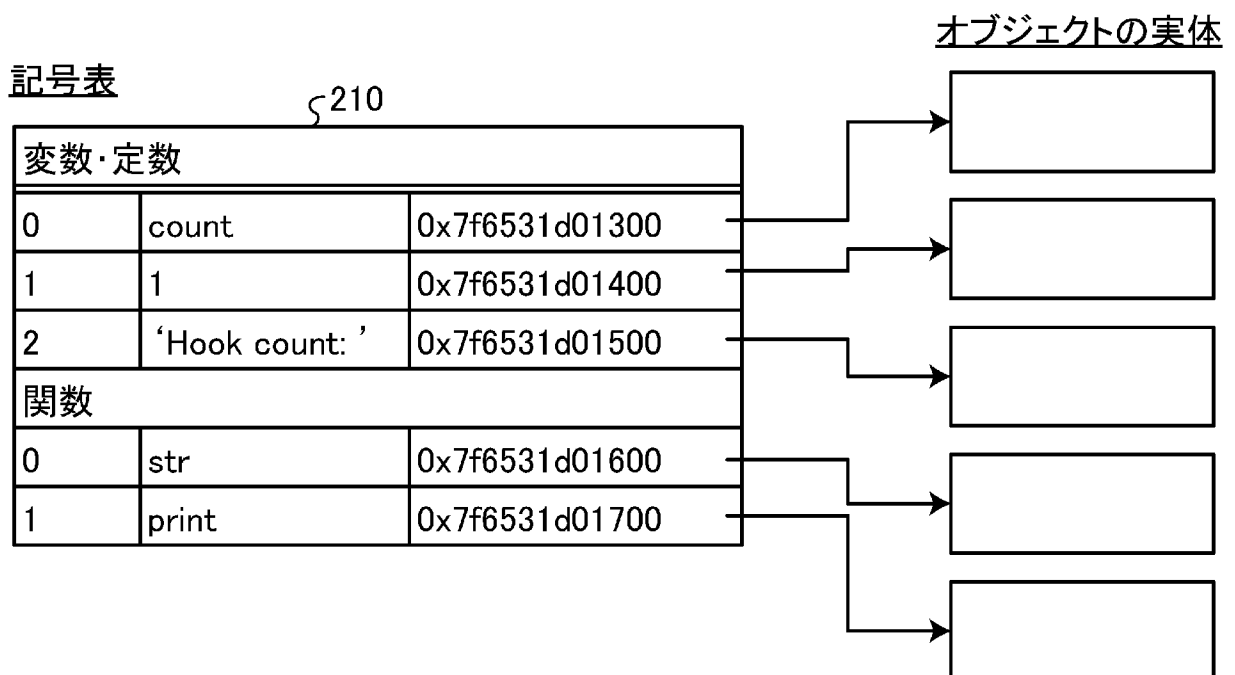 オブジェクトの実体
記号表
210
変数・定数
0 count 0x7f6531d01300
1 1 0x7f6531d01400
2 ‘Hook count: ’ 0x7f6531d01500
関数
0 str 0x7f6531d01600
1 print 0x7f6531d01700